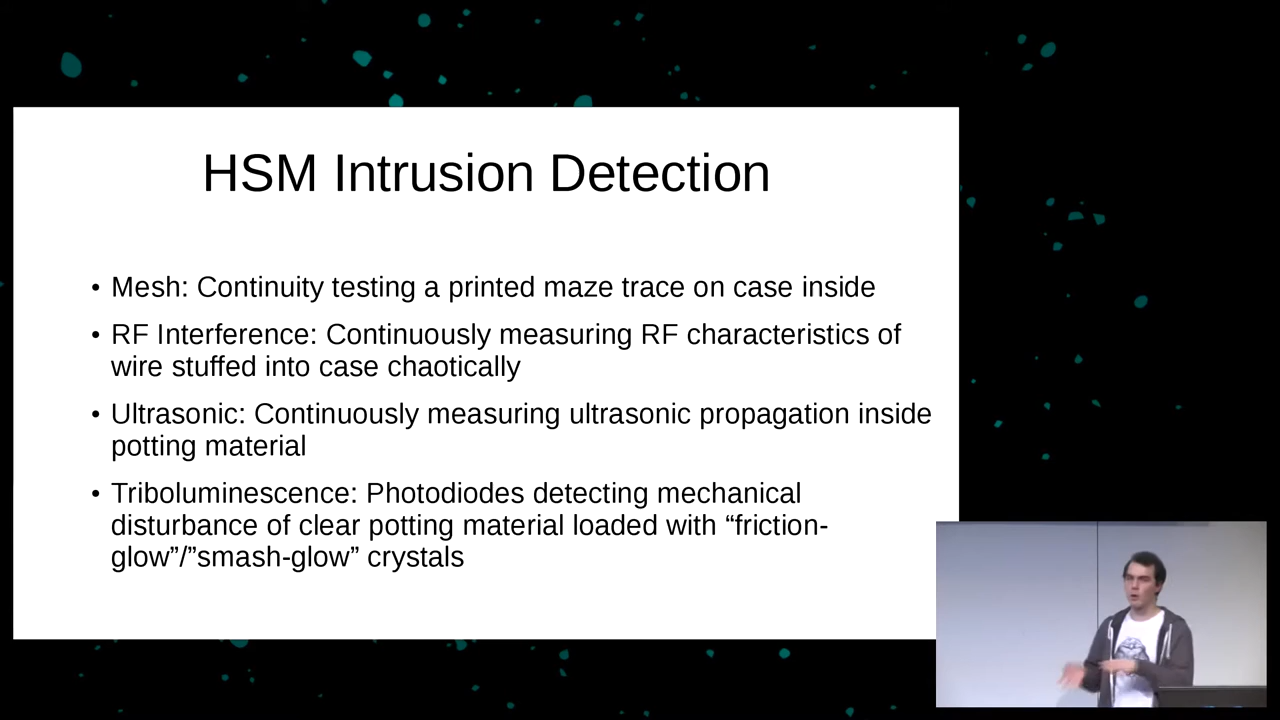 HSM Intrusion Detection
• Mesh: Continuity testing a printed maze trace on case inside
• RF Interference: Continuously measuring RF characteristics of
wire stuffed into case chaotically
• Ultrasonic: Continuously measuring ultrasonic propagation inside
potting material
• Triboluminescence: Photodiodes detecting mechanical
disturbance of clear potting material loaded with “friction-
glow”/”smash-glow” crystals